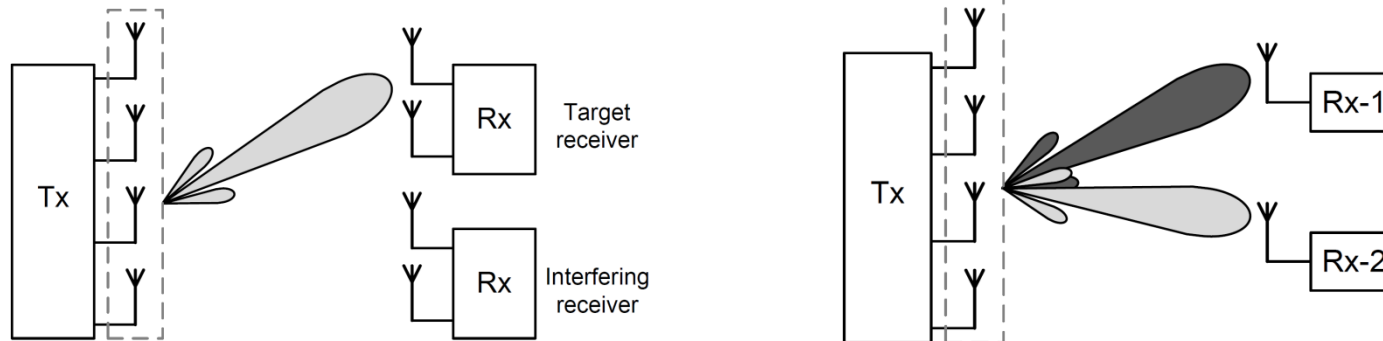 Tx
Rx
Target
receiver
Rx
Interfering
receiver
Tx
Rx-1
Rx-2